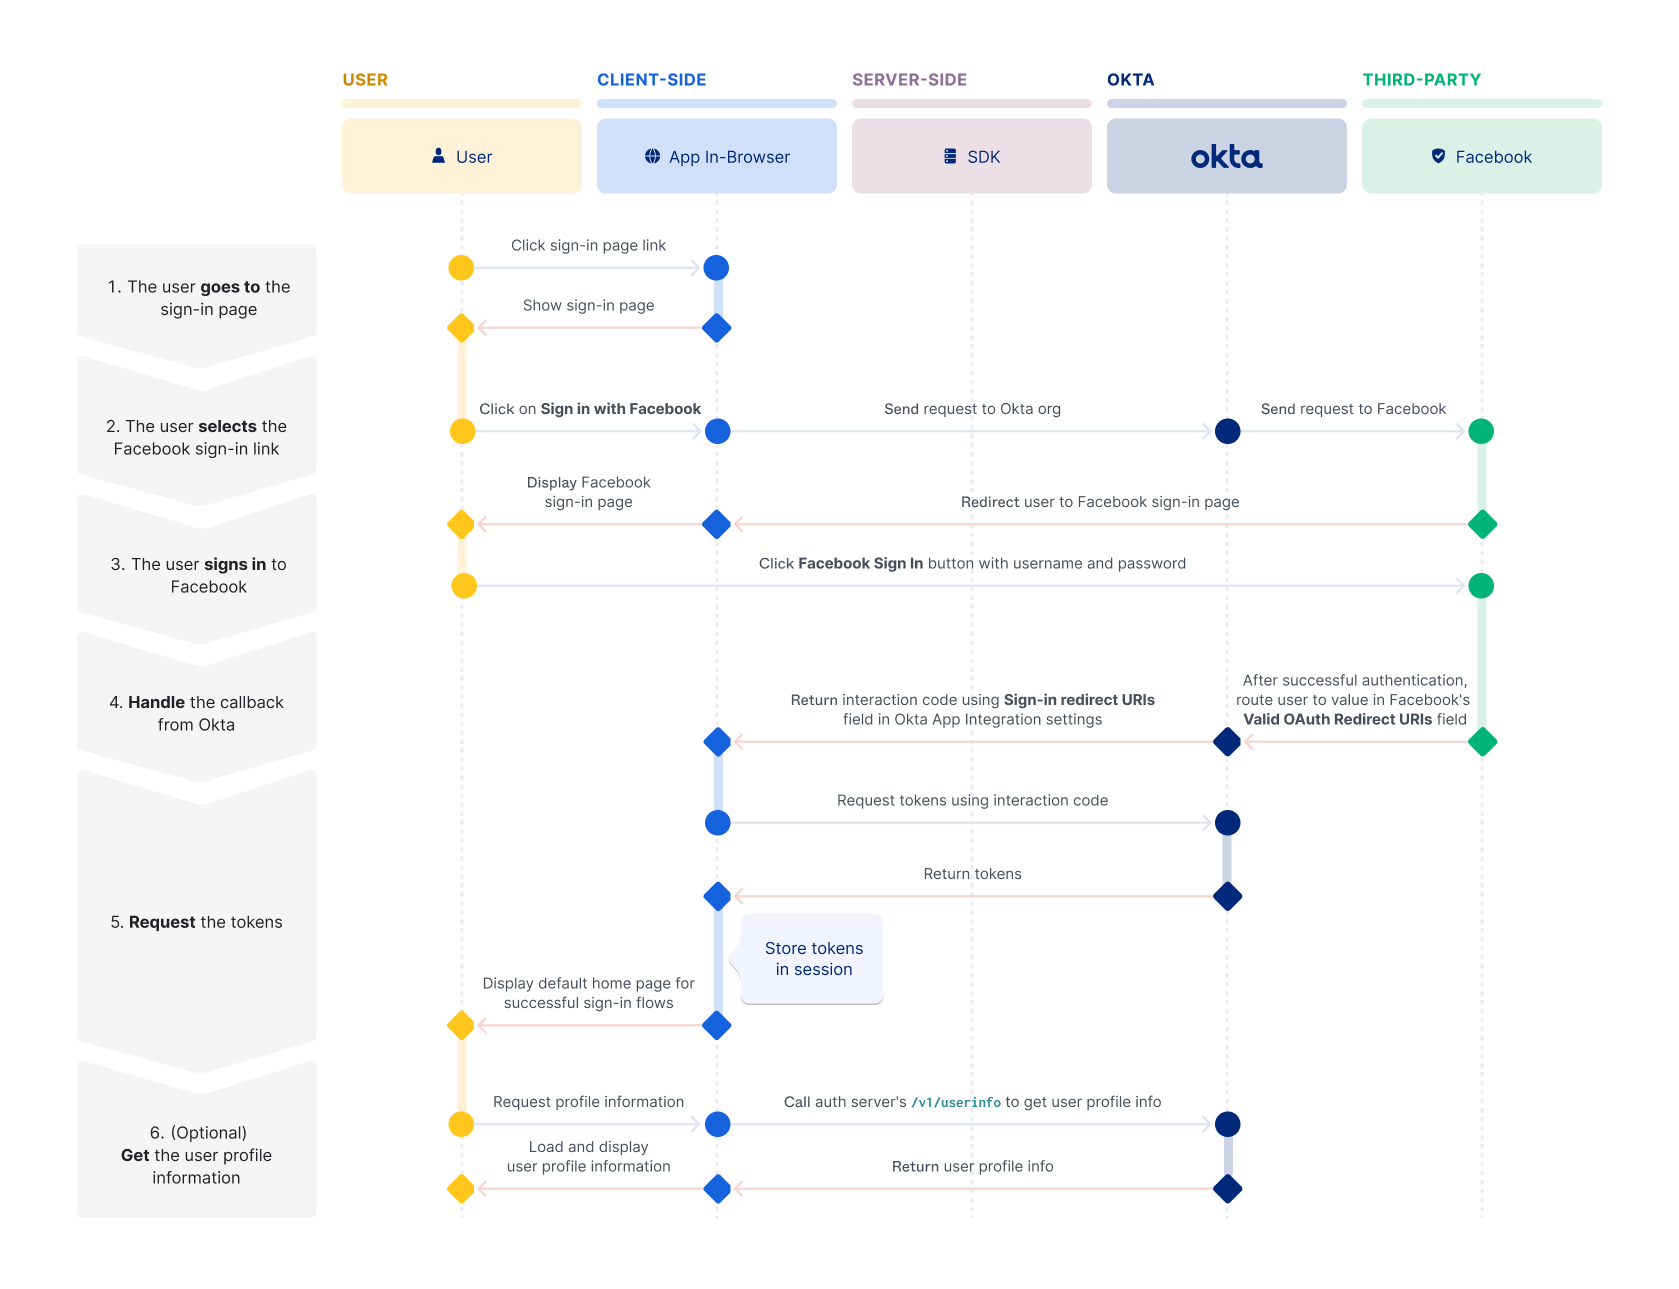 USER
CLIENT-SIDE
SERVER-SIDE
OKTA
THIRD-PARTY
User
App In-Browser
SDK
okta
Facebook
1. The user goes to the
sign-in page
Click sign-in page link
Show sign-in page
2. The user selects the
Facebook sign-in link
Click on Sign in with Facebook
Send request to Okta org
Send request to Facebook
Display Facebook
sign-in page
Redirect user to Facebook sign-in page
3. The user signs in to
Facebook
Click Facebook Sign In button with username and password
4. Handle the callback
from Okta
After successful authentication,
route user to value in Facebook's
Valid OAuth Redirect URIs field
Return interaction code using Sign-in redirect URIs
field in Okta App Integration settings
5. Request the tokens
Request tokens using interaction code
Return tokens
Store tokens
in session
Display default home page for
successful sign-in flows
6. (Optional)
Get the user profile
information
Request profile information
Call auth server's /v1/userinfo to get user profile info
Load and display
user profile information
Return user profile info